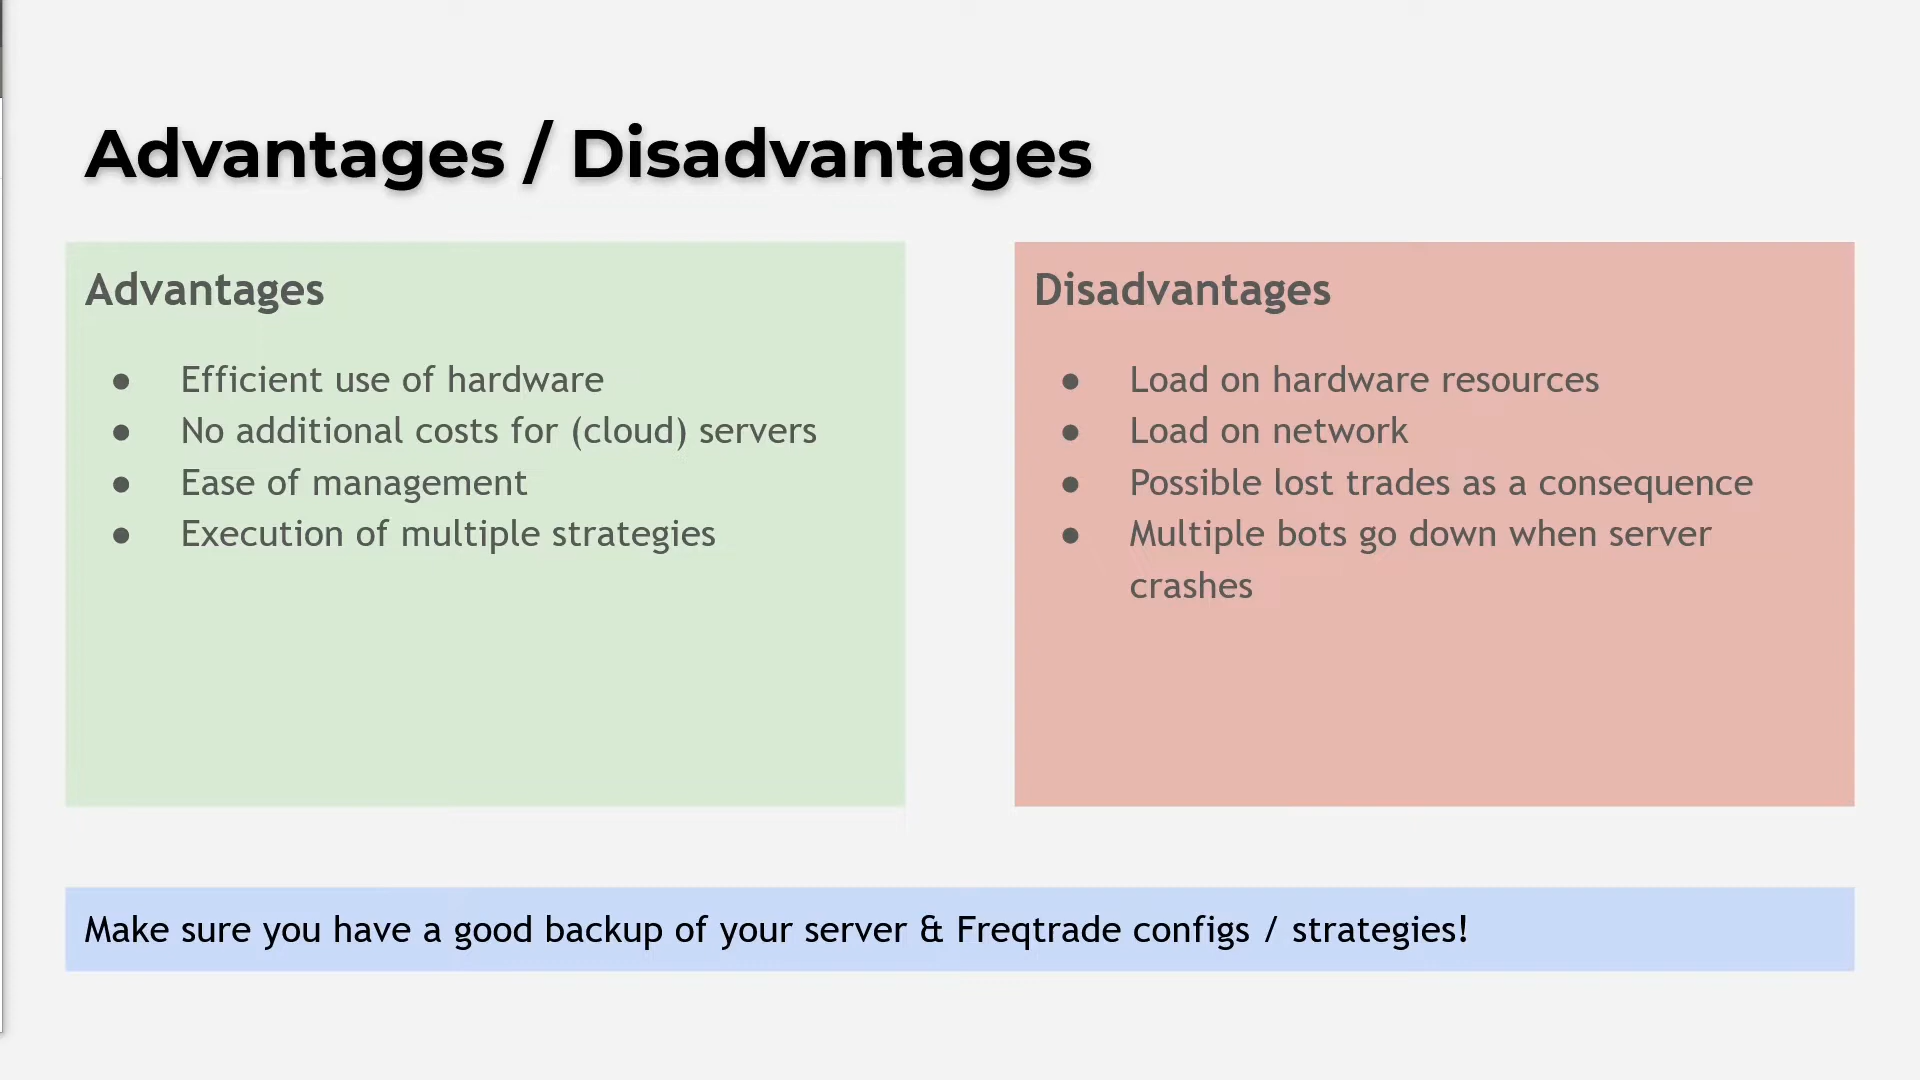 Advantages / Disadvantages
Advantages
● Efficient use of hardware
● No additional costs for (cloud) servers
● Ease of management
● Execution of multiple strategies
Disadvantages
● Load on hardware resources
● Load on network
● Possible lost trades as a consequence
● Multiple bots go down when server
crashes
Make sure you have a good backup of your server & Freqtrade configs / strategies!